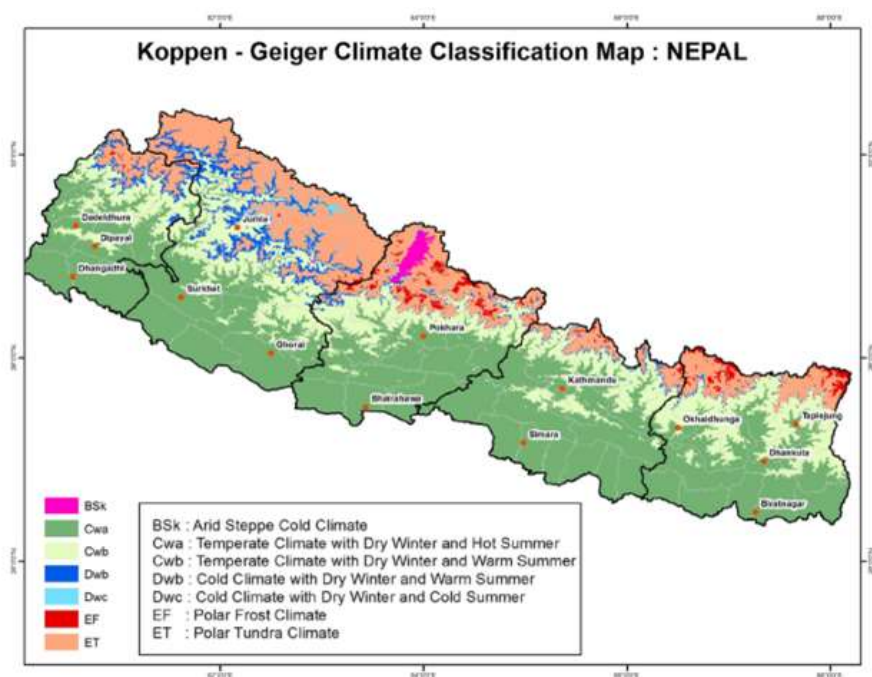 Koppen - Geiger Climate Classification Map : NEPAL
Dadeldhura
Dipayal
Jumla
Dhangadhi
Surkhet
Ghorai
Pokhara
Bhairahawa
Kathmandu
Simara
Okhaldhunga
Taplejung
Dhankuta
Biratnagar
BSk
Cwa
Cwb
Dwb
Dwc
EF
ET
BSk : Arid Steppe Cold Climate
Cwa : Temperate Climate with Dry Winter and Hot Summer
Cwb : Temperate Climate with Dry Winter and Warm Summer
Dwb : Cold Climate with Dry Winter and Warm Summer
Dwc : Cold Climate with Dry Winter and Cold Summer
EF : Polar Frost Climate
ET : Polar Tundra Climate